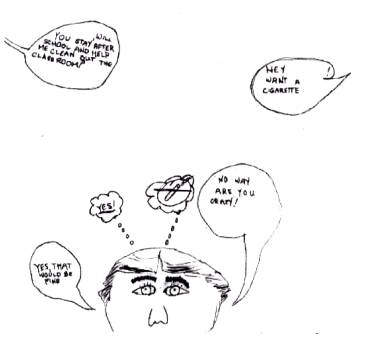 YOU STAY, WILL
SCHOOL AND AFTER
ME CLEAN OUT HELP
CLASSROOM? THE
HEY !
WANT A
CIGARETTE
YES!
NO WAY
ARE YOU
CRAZY!
YES, THAT
WOULD BE
FINE